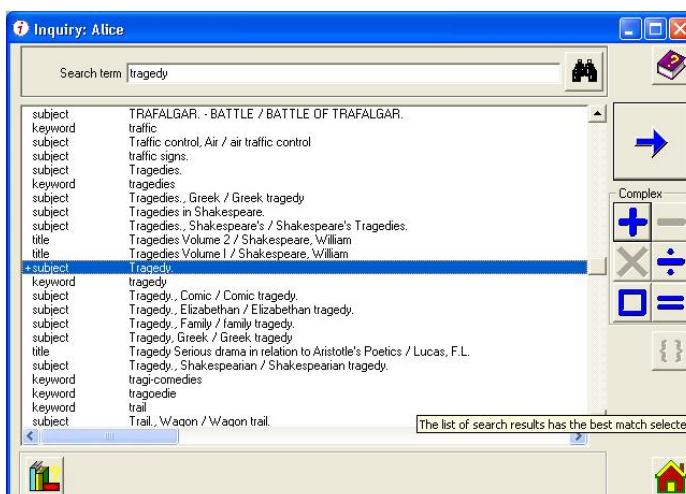 Inquiry: Alice
Search term tragedy
subject TRAFALGAR. - BATTLE / BATTLE OF TRAFALGAR.
keyword traffic
subject Traffic control, Air / air traffic control
subject traffic signs.
subject Tragedies.
keyword tragedies
subject Tragedies., Greek / Greek tragedy
subject Tragedies in Shakespeare.
subject Tragedies., Shakespeare's / Shakespeare's Tragedies.
title Tragedies Volume 2 / Shakespeare, William
title Tragedies Volume I / Shakespeare, William
+subject Tragedy.
keyword tragedy
subject Tragedy., Comic / Comic tragedy.
subject Tragedy., Elizabethan / Elizabethan tragedy.
subject Tragedy., Family / family tragedy.
subject Tragedy, Greek / Greek tragedy
title Tragedy Serious drama in relation to Aristotle's Poetics / Lucas, F.L.
subject Tragedy., Shakespearian / Shakespearian tragedy.
keyword tragi-comedies
keyword tragoedie
keyword trail
subject Trail., Wagon / Wagon trail.
The list of search results has the best match selecte
Complex